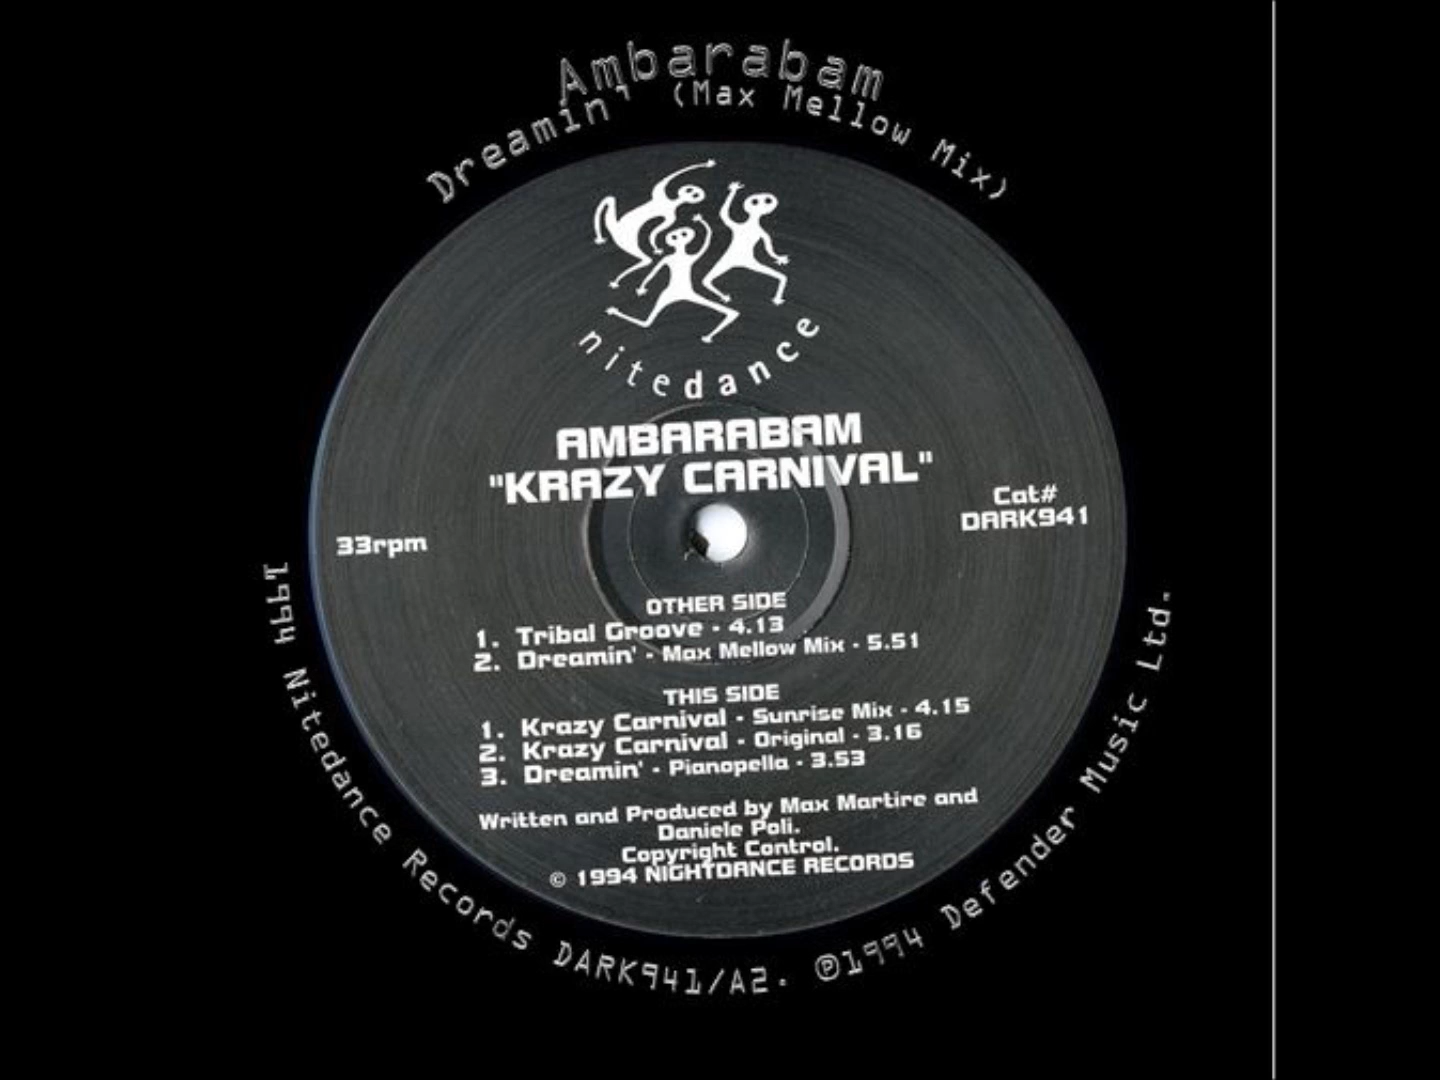 Ambarabam
Dreamin' (Max Mellow Mix)
nitedance
AMBARABAM
"KRAZY CARNIVAL"
Cat#
DARK941
33rpm
OTHER SIDE
1. Tribal Groove - 4.13
2. Dreamin' - Max Mellow Mix - 5.51
THIS SIDE
1. Krazy Carnival - Sunrise Mix - 4.15
2. Krazy Carnival - Original - 3.16
3. Dreamin' - Pianopella - 3.53
Written and Produced by Max Martire and
Daniele Poli.
Copyright Control.
© 1994 NIGHTDANCE RECORDS
1994 Nitedance Records DARK941/A2. ℗1994 Defender Music Ltd.